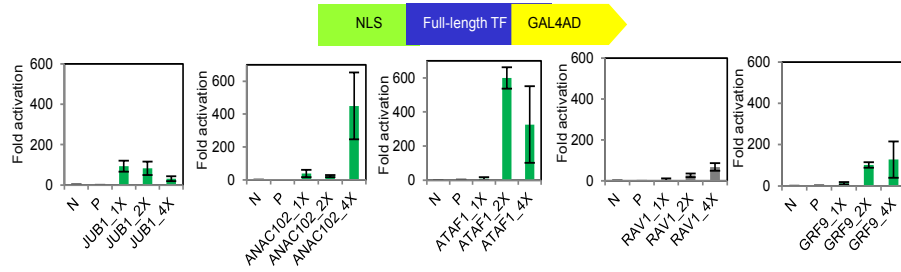 NLS
Full-length TF
GAL4AD
Fold activation
600
400
200
0
N
P
JUB1_1X
JUB1_2X
JUB1_4X
Fold activation
600
400
200
0
N
P
ANAC102_1X
ANAC102_2X
ANAC102_4X
Fold activation
600
400
200
0
N
P
ATAF1_1X
ATAF1_2X
ATAF1_4X
Fold activation
600
400
200
0
N
P
RAV1_1X
RAV1_2X
RAV1_4X
Fold activation
600
400
200
0
N
P
GRF9_1X
GRF9_2X
GRF9_4X